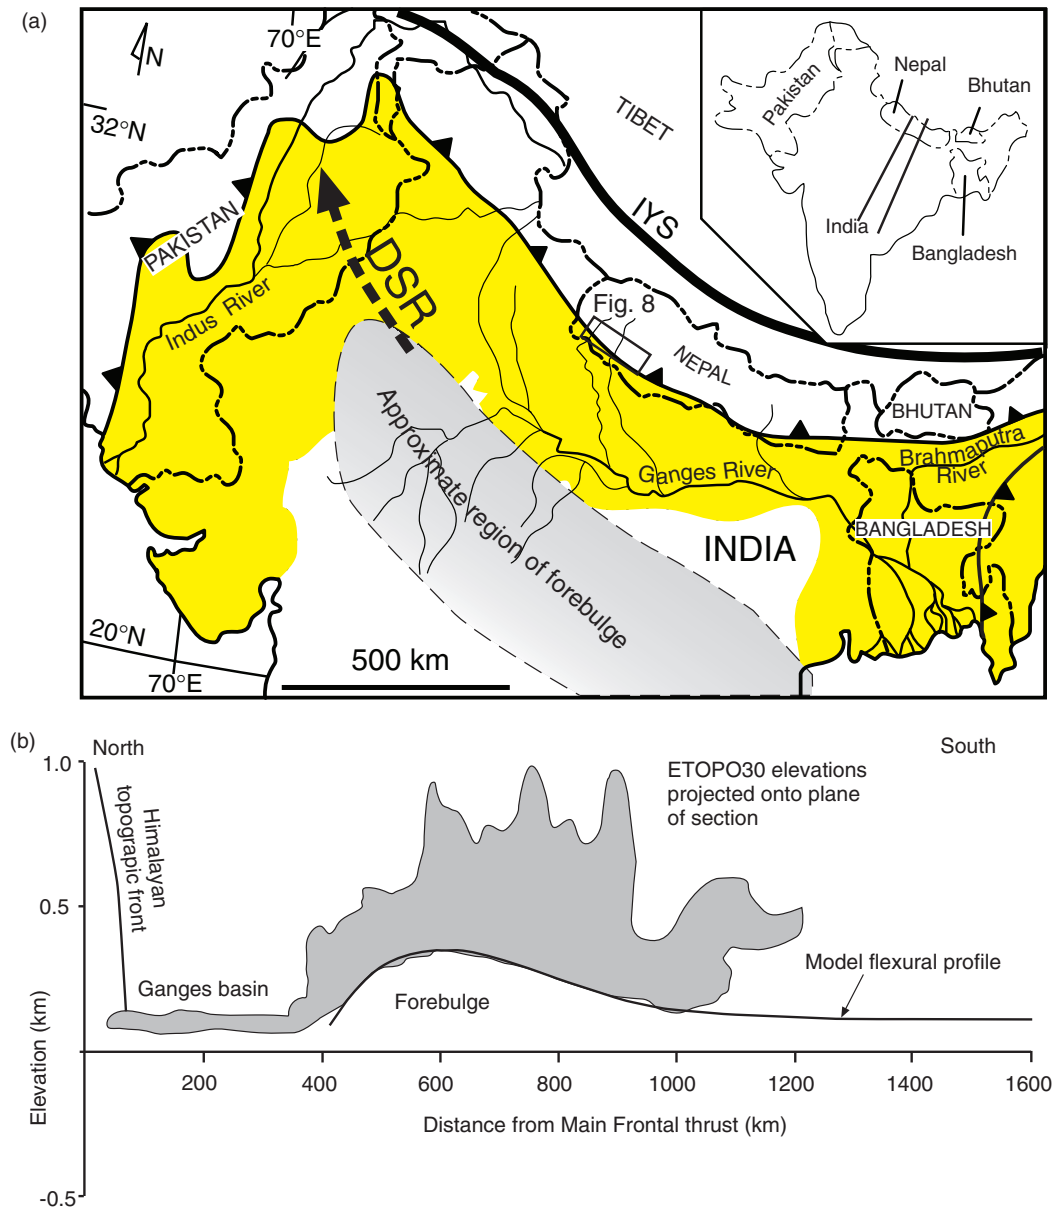 (a)
N
70°E
32°N
TIBET
PAKISTAN
IYS
DSR
Indus River
Fig. 8
NEPAL
BHUTAN
Brahmaputra
River
Ganges River
BANGLADESH
INDIA
Approximate region of forebulge
20°N
70°E
500 km
Pakistan
Nepal
Bhutan
India
Bangladesh
(b)
North
South
ETOPO30 elevations
projected onto plane
of section
Himalayan
topograpic front
Ganges basin
Forebulge
Model flexural profile
Elevation (km)
1.0
0.5
-0.5
200
400
600
800
1000
1200
1400
1600
Distance from Main Frontal thrust (km)